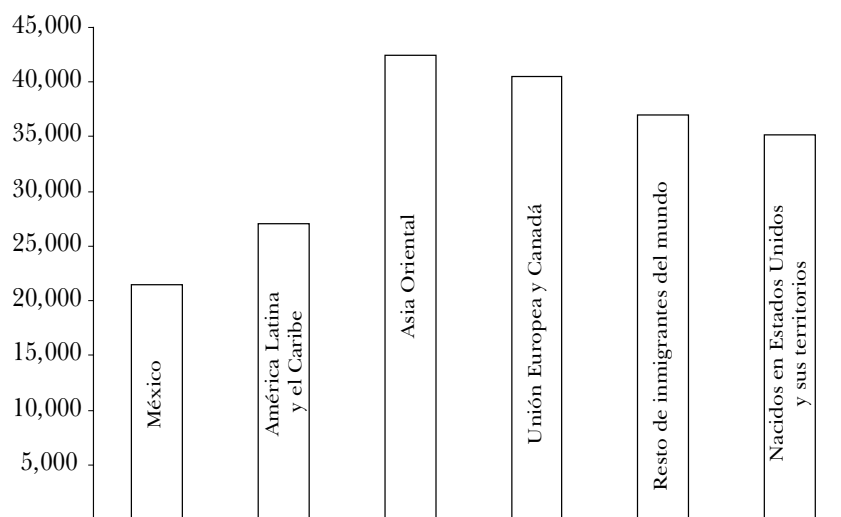 45,000
40,000
35,000
30,000
25,000
20,000
15,000
10,000
5,000
México
América Latina
y el Caribe
Asia Oriental
Unión Europea y Canadá
Resto de inmigrantes del mundo
Nacidos en Estados Unidos
y sus territorios